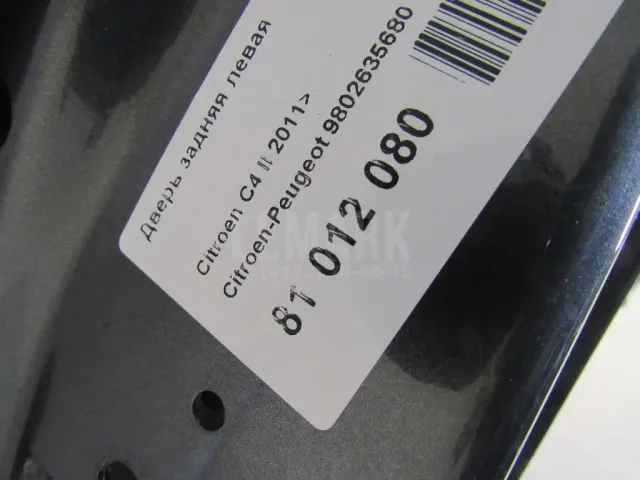 Дверь задняя левая
Citroen C4 II 2011>
Citroen-Peugeot 9802635680
81 012 080